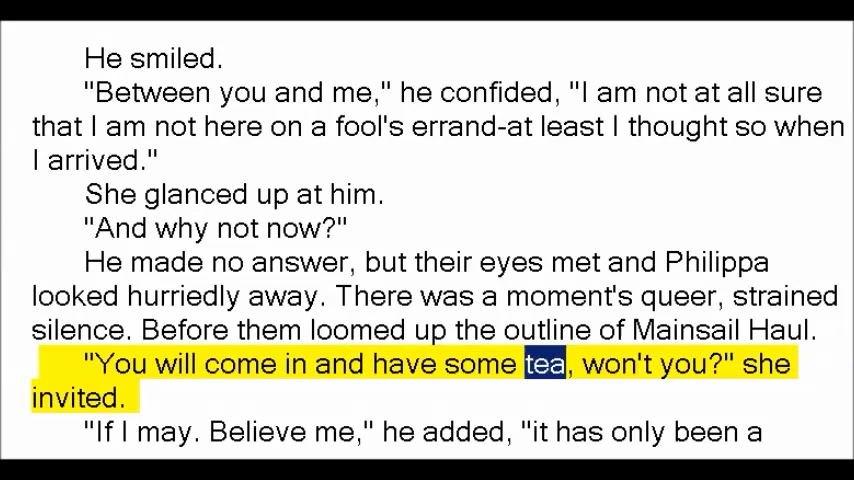 He smiled.
"Between you and me," he confided, "I am not at all sure
that I am not here on a fool's errand-at least I thought so when
I arrived."
She glanced up at him.
"And why not now?"
He made no answer, but their eyes met and Philippa
looked hurriedly away. There was a moment's queer, strained
silence. Before them loomed up the outline of Mainsail Haul.
"You will come in and have some tea, won't you?" she
invited.
"If I may. Believe me," he added, "it has only been a